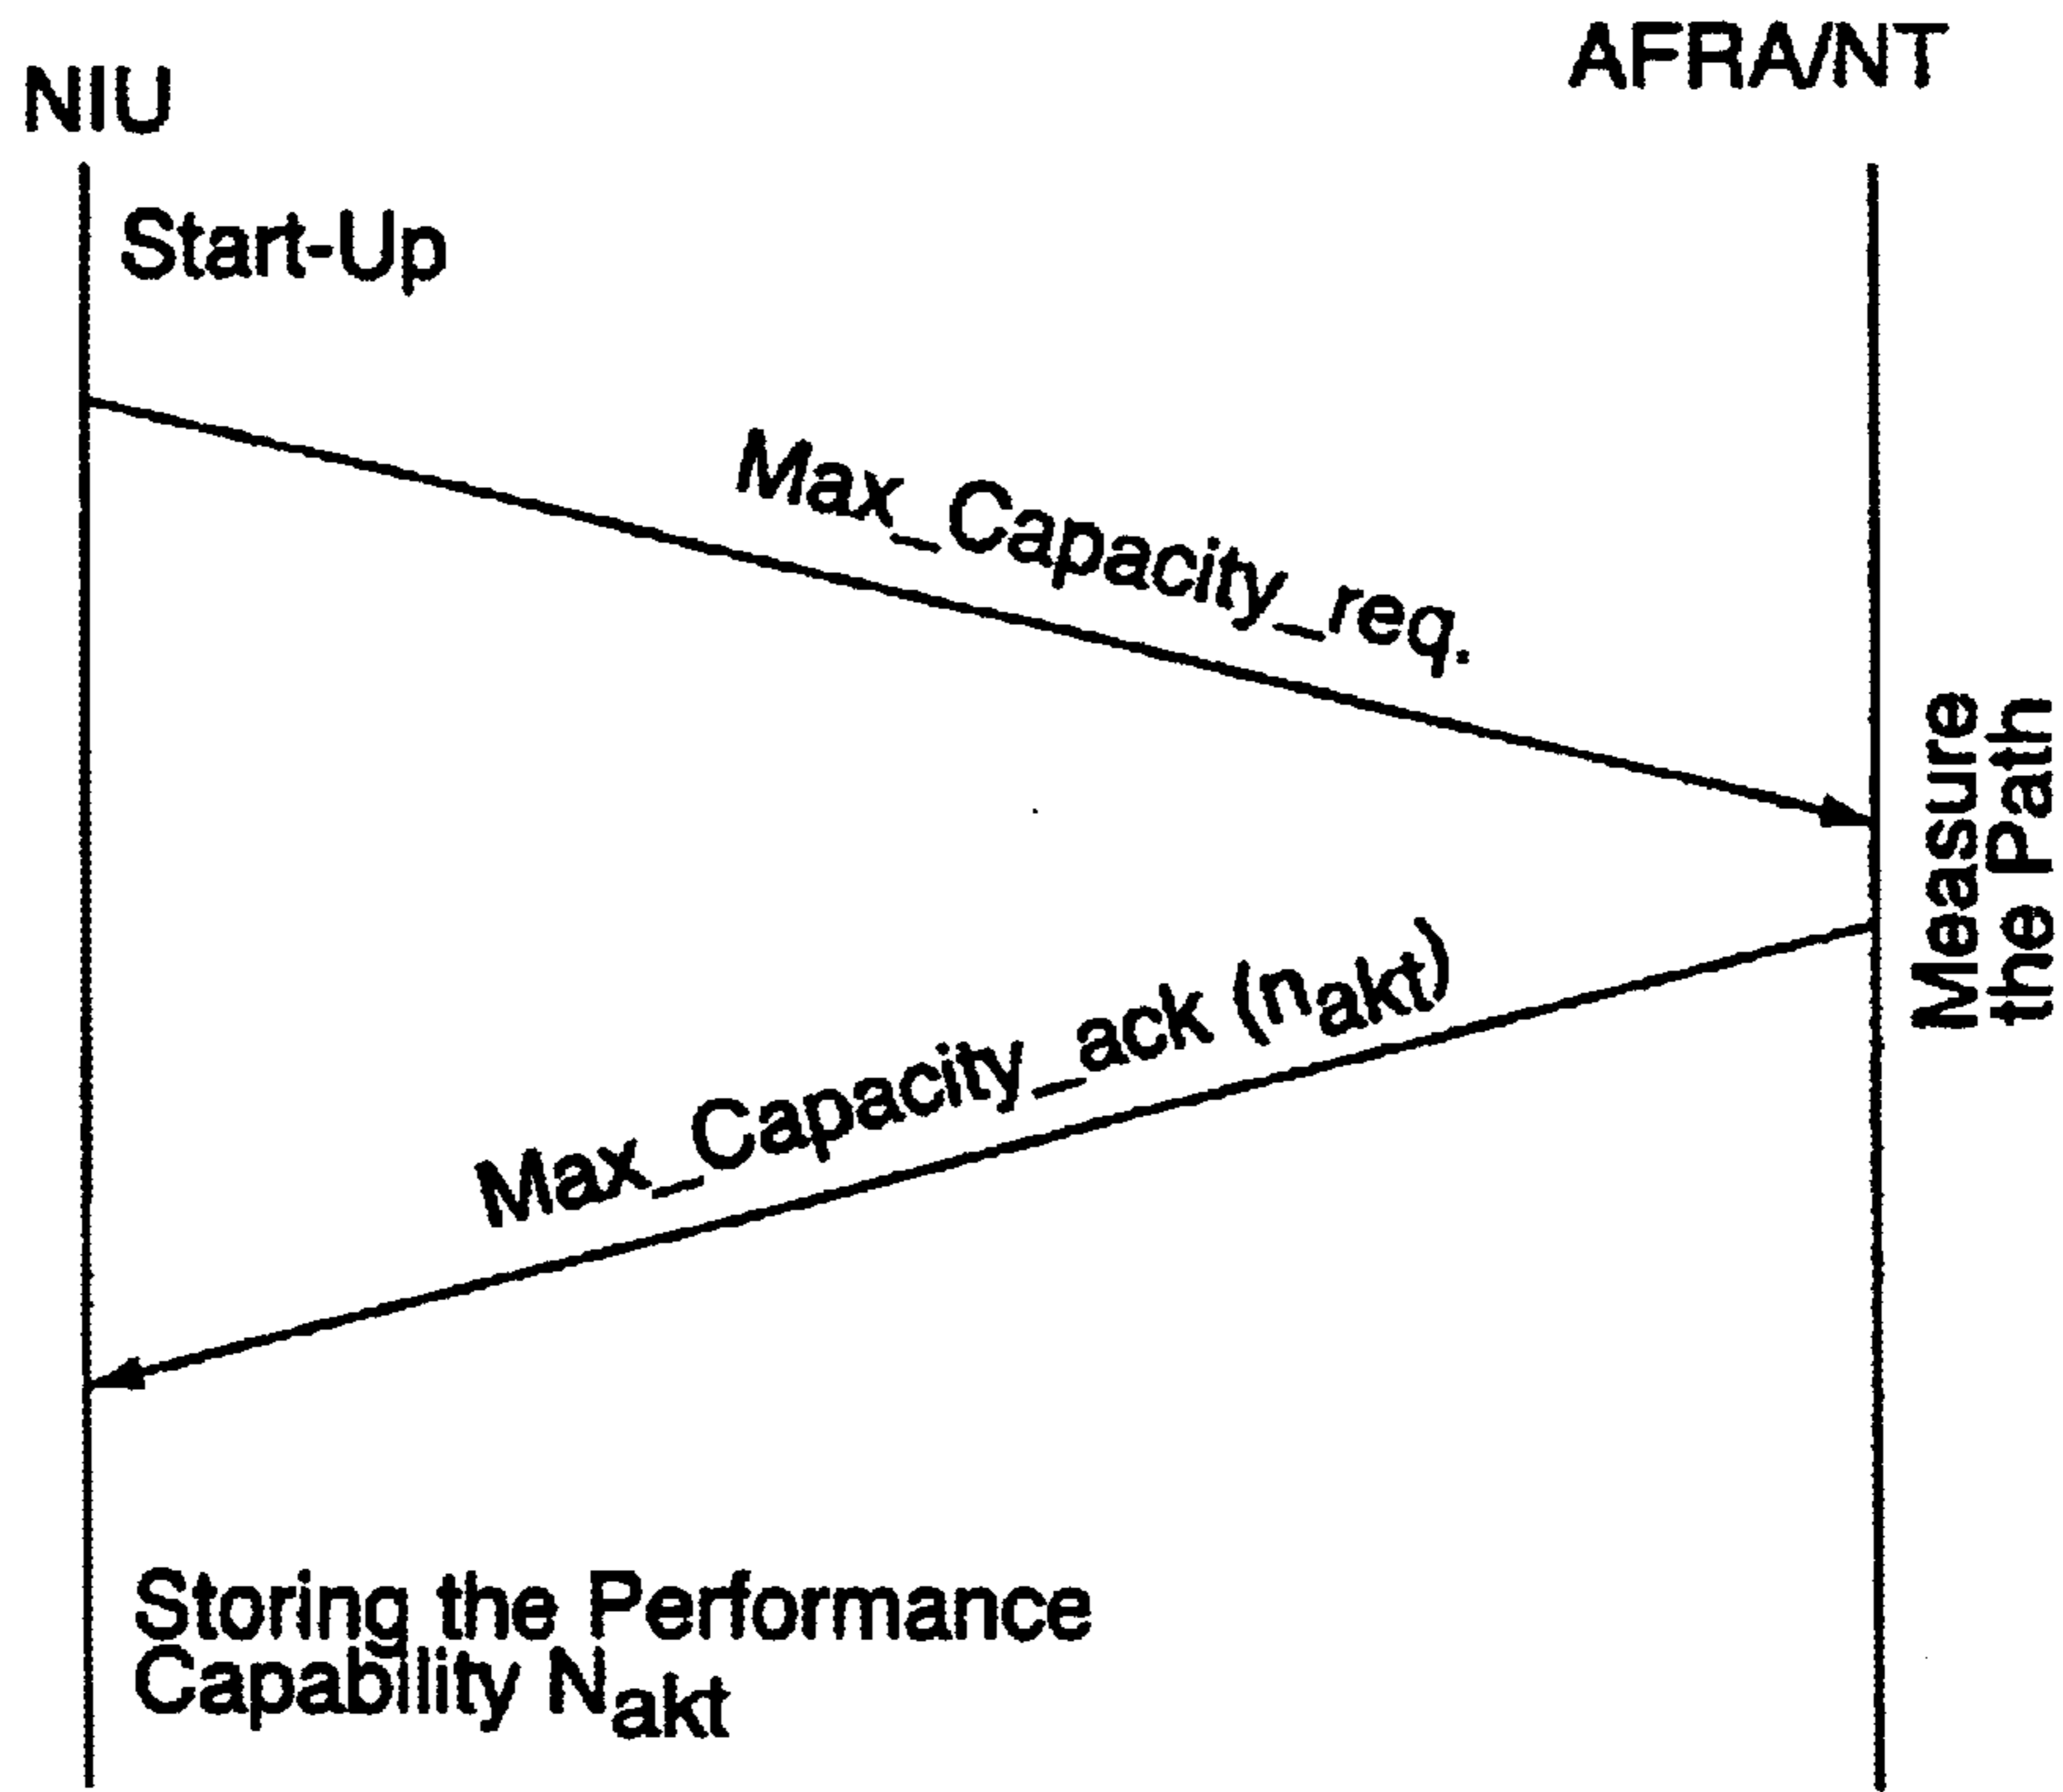 NIU
AFRA/NT
Start-Up
Max_Capacity_req.
Measure
the Path
Max_Capacity_ack (nakt)
Storing the Performance
Capability Nakt